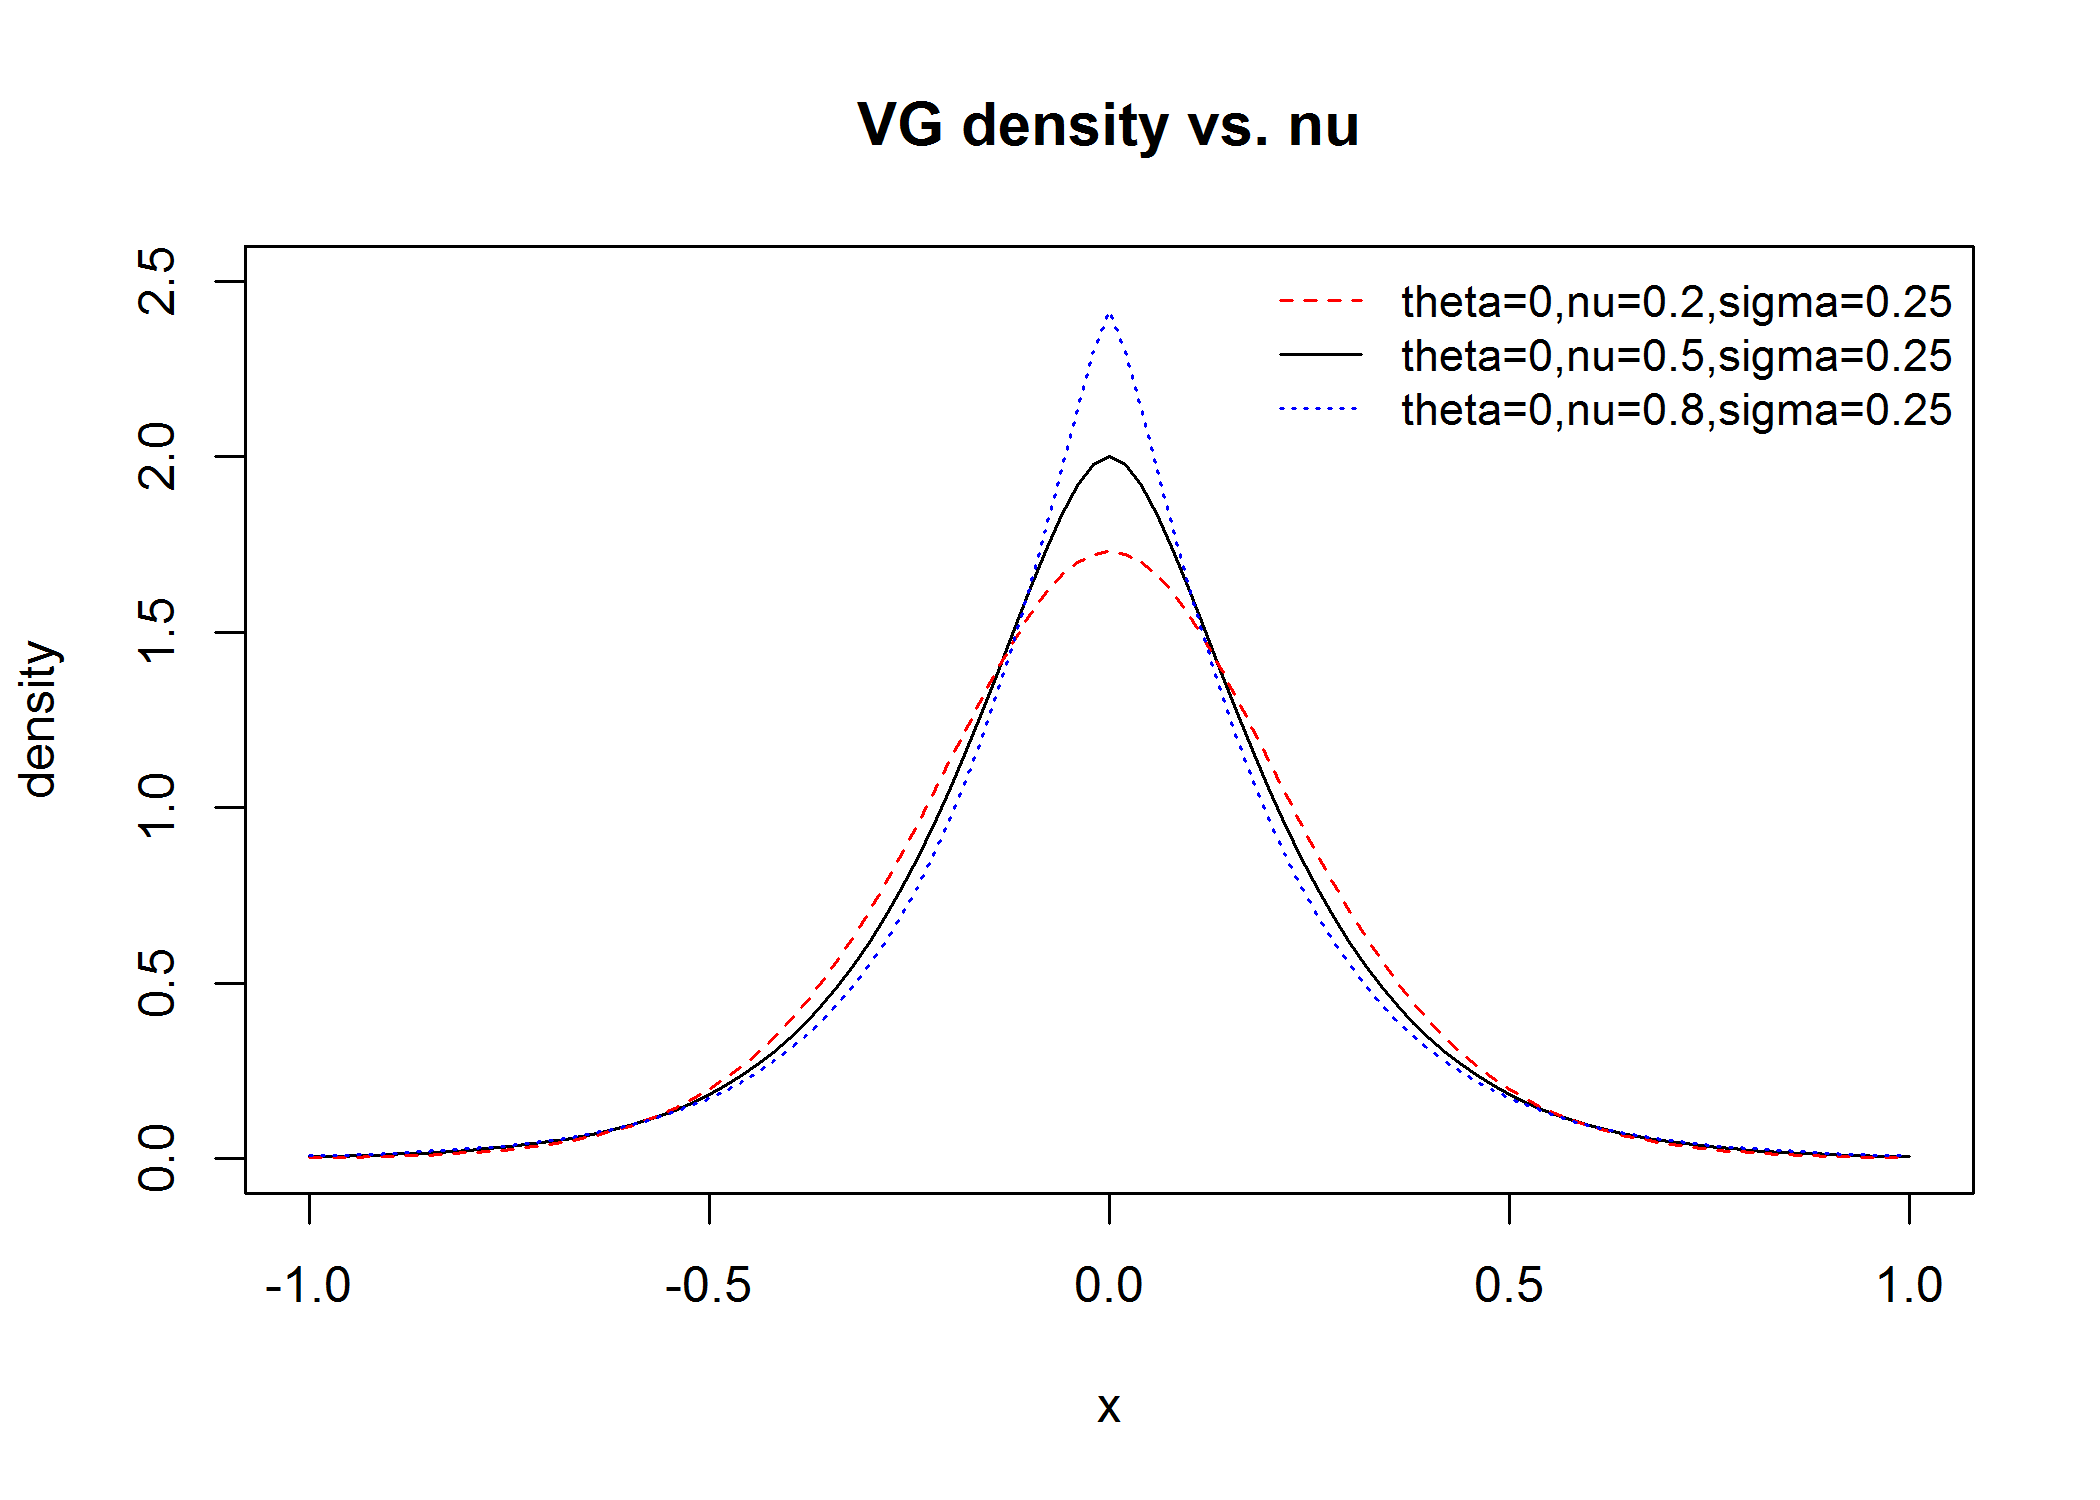 VG density vs. nu
theta=0,nu=0.2,sigma=0.25
theta=0,nu=0.5,sigma=0.25
theta=0,nu=0.8,sigma=0.25
density
2.5
2.0
1.5
1.0
0.5
0.0
-1.0 -0.5 0.0 0.5 1.0
x